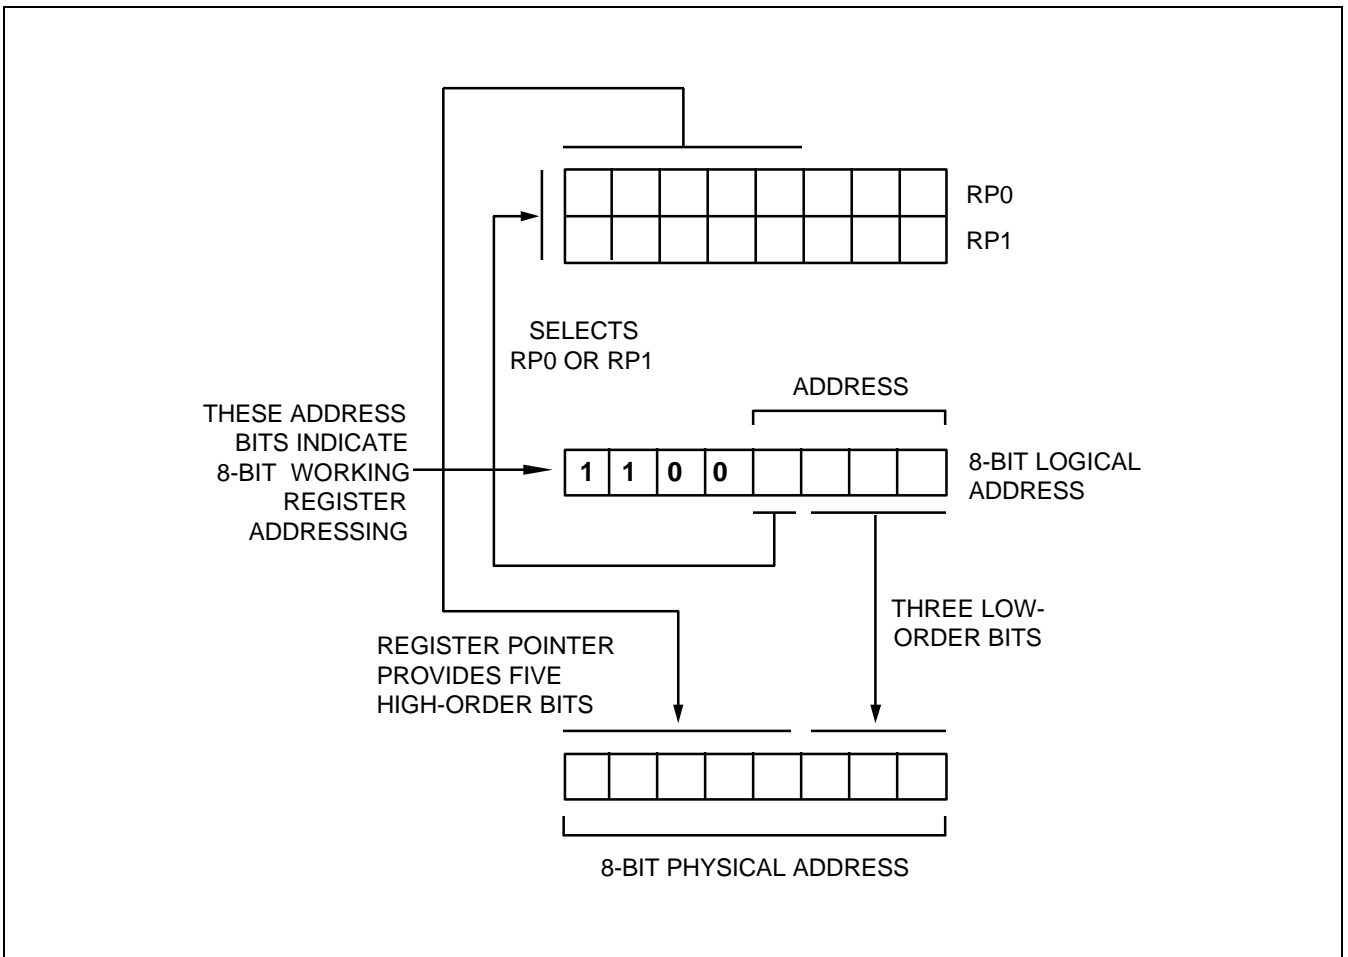 RP0
RP1
SELECTS
RP0 OR RP1
ADDRESS
THESE ADDRESS
BITS INDICATE
8-BIT WORKING
REGISTER
ADDRESSING
1 1 0 0
8-BIT LOGICAL
ADDRESS
THREE LOW-
ORDER BITS
REGISTER POINTER
PROVIDES FIVE
HIGH-ORDER BITS
8-BIT PHYSICAL ADDRESS